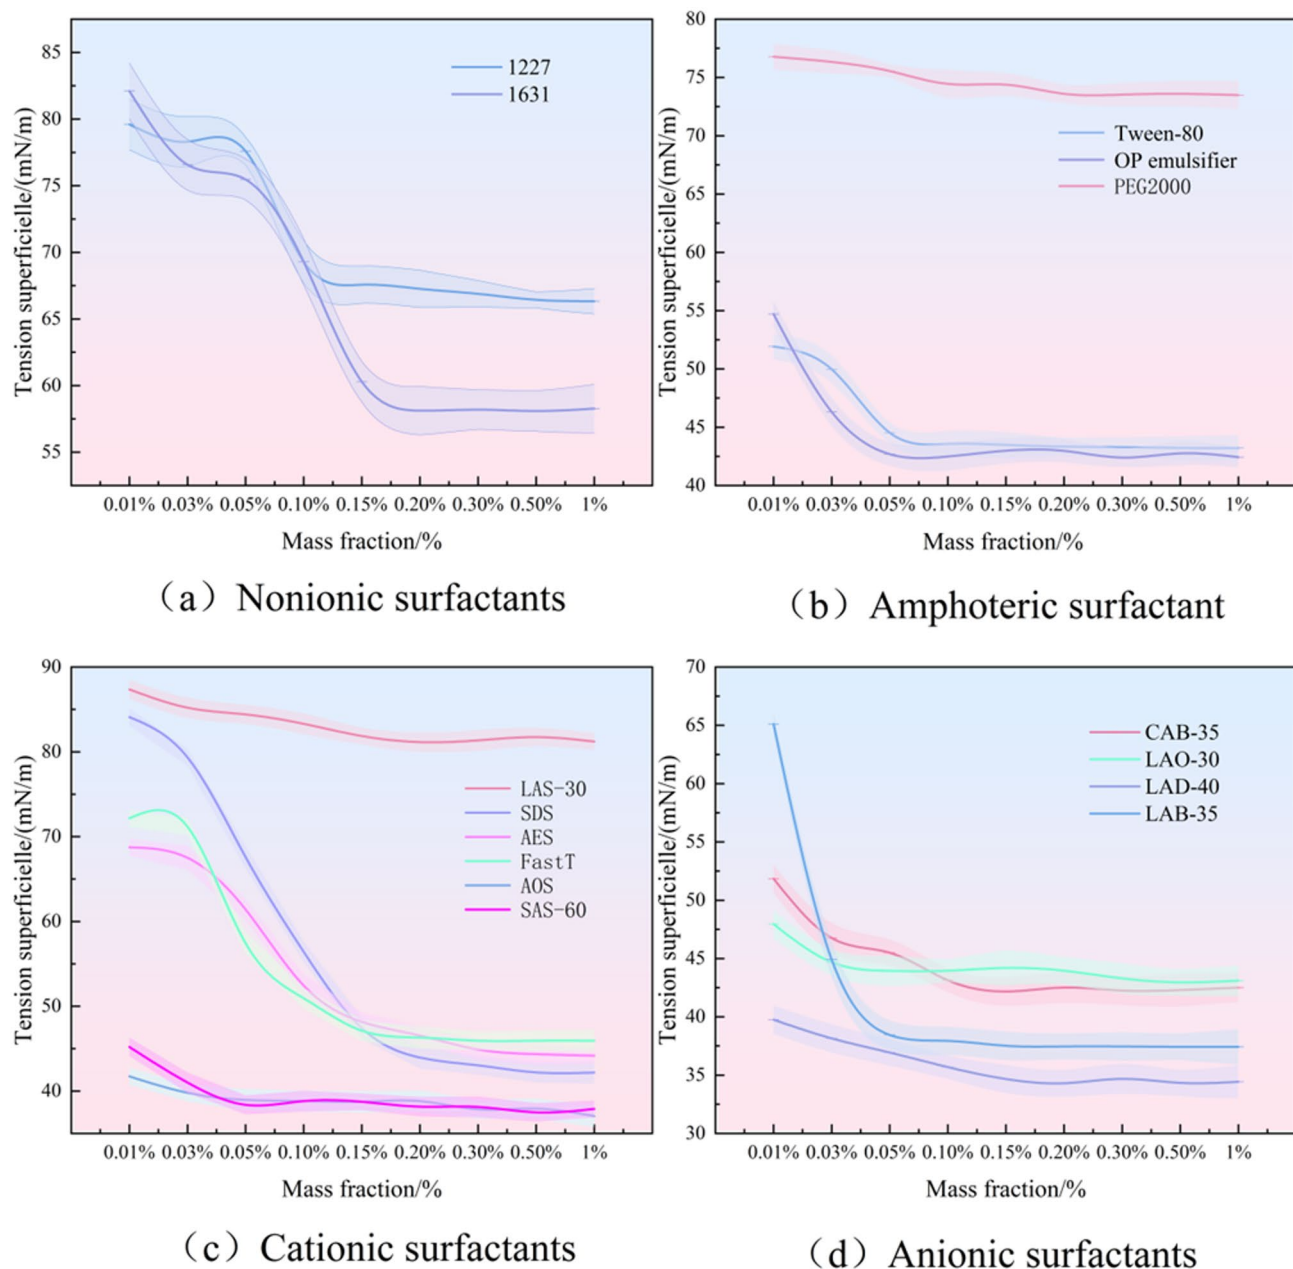 Tension superficielle/(mN/m)
85
80
75
70
65
60
55
1227
1631
0.01% 0.03% 0.05% 0.10% 0.15% 0.20% 0.30% 0.50% 1%
Mass fraction/%
（a）Nonionic surfactants
Tension superficielle/(mN/m)
80
75
70
65
60
55
50
45
40
Tween-80
OP emulsifier
PEG2000
0.01% 0.03% 0.05% 0.10% 0.15% 0.20% 0.30% 0.50% 1%
Mass fraction/%
（b）Amphoteric surfactant
Tension superficielle/(mN/m)
90
80
70
60
50
40
LAS-30
SDS
AES
FastT
AOS
SAS-60
0.01% 0.03% 0.05% 0.10% 0.15% 0.20% 0.30% 0.50% 1%
Mass fraction/%
（c）Cationic surfactants
Tension superficielle/(mN/m)
70
65
60
55
50
45
40
35
30
CAB-35
LAO-30
LAD-40
LAB-35
0.01% 0.03% 0.05% 0.10% 0.15% 0.20% 0.30% 0.50% 1%
Mass fraction/%
（d）Anionic surfactants